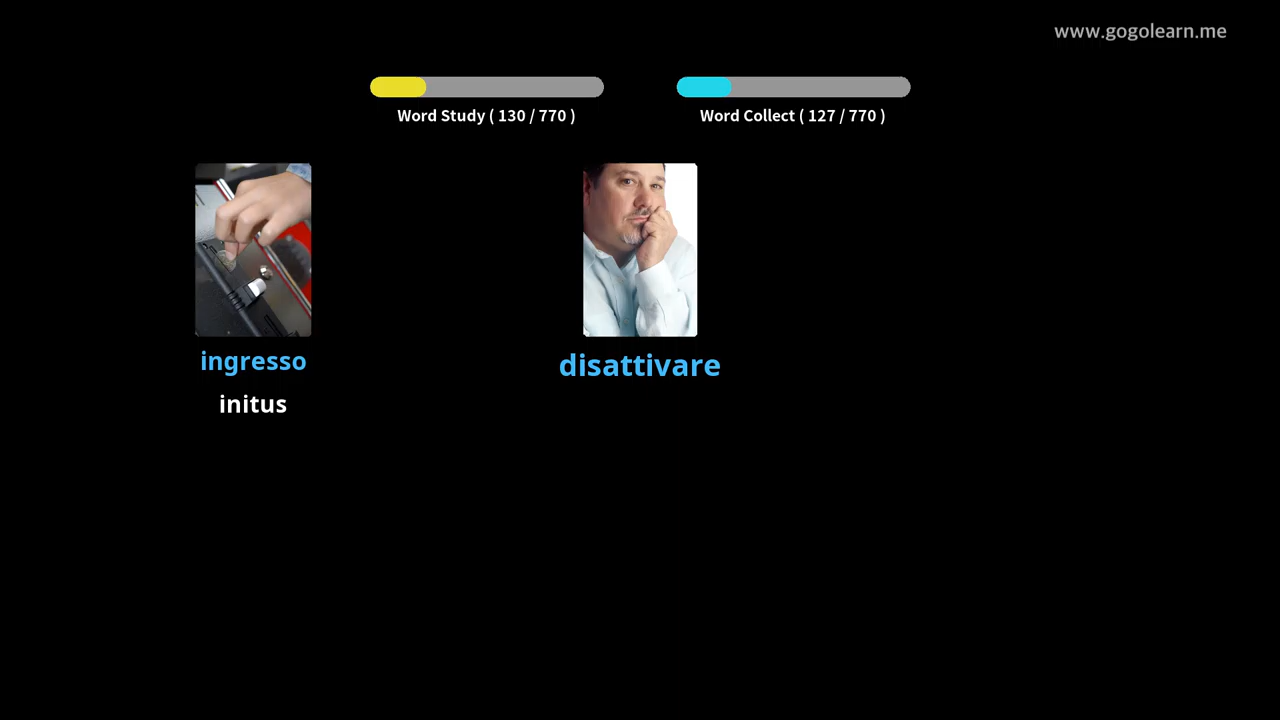 www.gogolearn.me
Word Study ( 130 / 770 )
Word Collect ( 127 / 770 )
ingresso
initus
disattivare